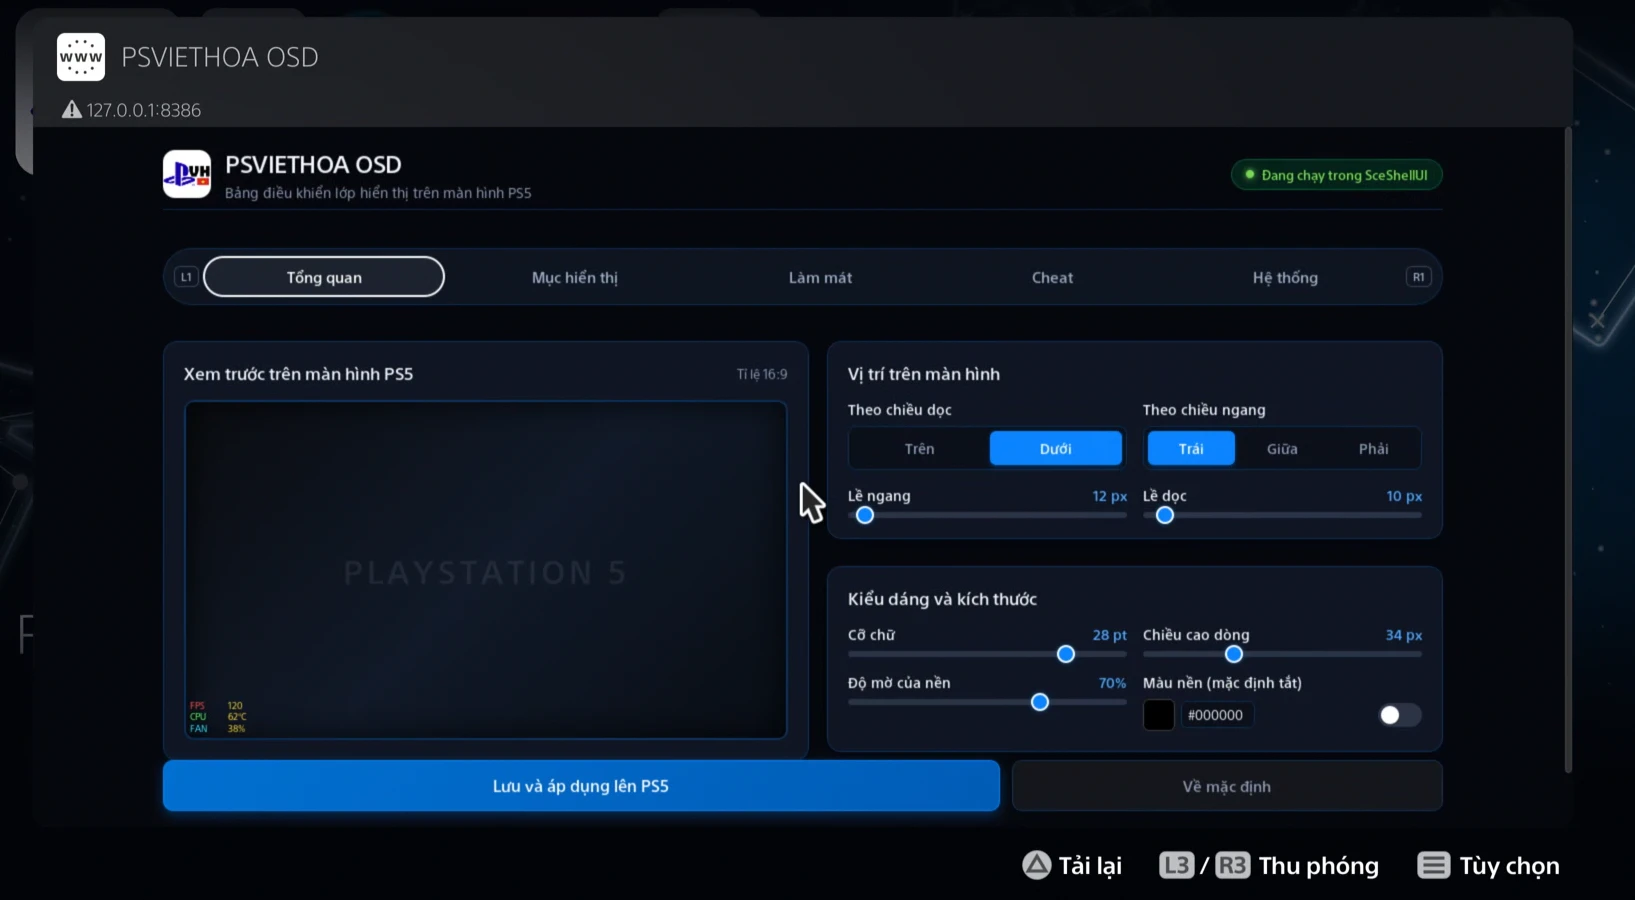 www
PSVIETHOA OSD
127.0.0.1:8386
VH
PSVIETHOA OSD
Bảng điều khiển lớp hiển thị trên màn hình PS5
Đang chạy trong SceShellUI
L1
Tổng quan
Mục hiển thị
Làm mát
Cheat
Hệ thống
R1
Xem trước trên màn hình PS5
Tỉ lệ 16:9
PLAYSTATION 5
FPS 120
CPU 62°C
FAN 38%
Vị trí trên màn hình
Theo chiều dọc
Theo chiều ngang
Trên
Dưới
Trái
Giữa
Phải
Lề ngang
12 px
Lề dọc
10 px
Kiểu dáng và kích thước
Cỡ chữ
28 pt
Chiều cao dòng
34 px
Độ mờ của nền
70%
Màu nền (mặc định tắt)
#000000
Lưu và áp dụng lên PS5
Về mặc định
Tải lại
L3 / R3 Thu phóng
Tùy chọn